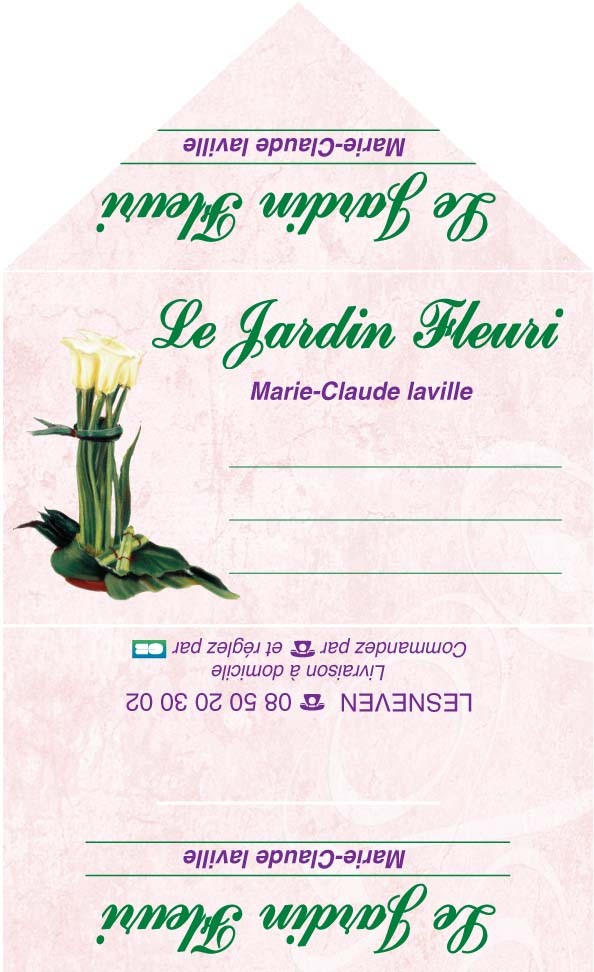 Marie-Claude laville
Le Jardin Fleuri
Le Jardin Fleuri
Marie-Claude laville
Commandez par et réglez par CB
Livraison à domicile
LESNEVEN 08 50 20 30 02
Marie-Claude laville
Le Jardin Fleuri